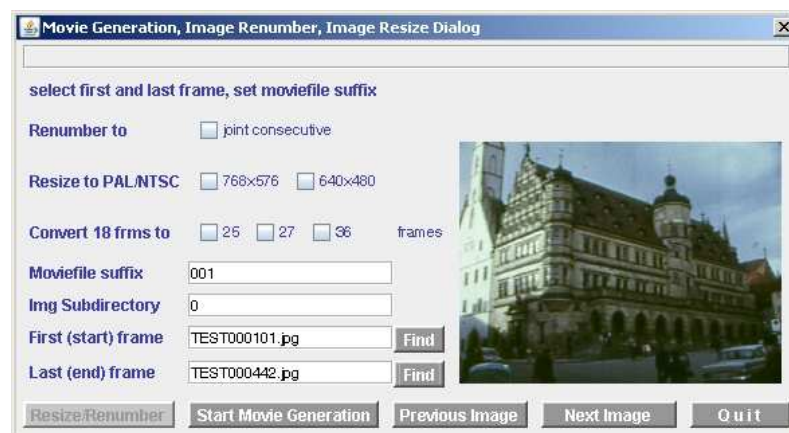 Movie Generation, Image Renumber, Image Resize Dialog
select first and last frame, set moviefile suffix
Renumber to joint consecutive
Resize to PAL/NTSC 768x576 640x480
Convert 18 frms to 25 27 36 frames
Moviefile suffix 001
Img Subdirectory 0
First (start) frame TEST000101.jpg Find
Last (end) frame TEST000442.jpg Find
Resize/Renumber Start Movie Generation Previous Image Next Image Quit